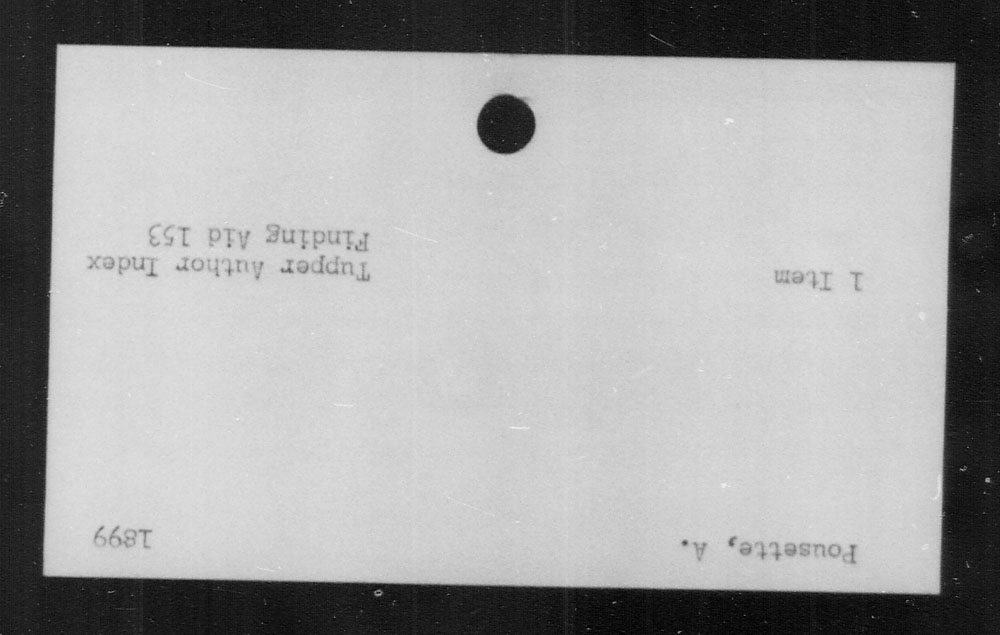 Pousette, A.
1899
1 Item
Tupper Author Index
Finding Aid 153